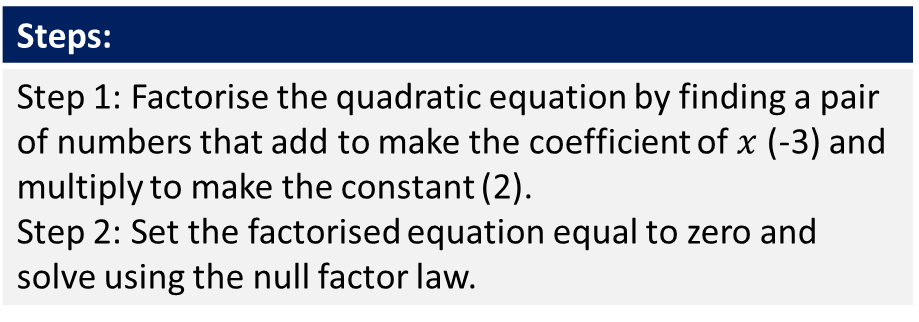 Steps:
Step 1: Factorise the quadratic equation by finding a pair
of numbers that add to make the coefficient of 𝑥 (-3) and
multiply to make the constant (2).
Step 2: Set the factorised equation equal to zero and
solve using the null factor law.